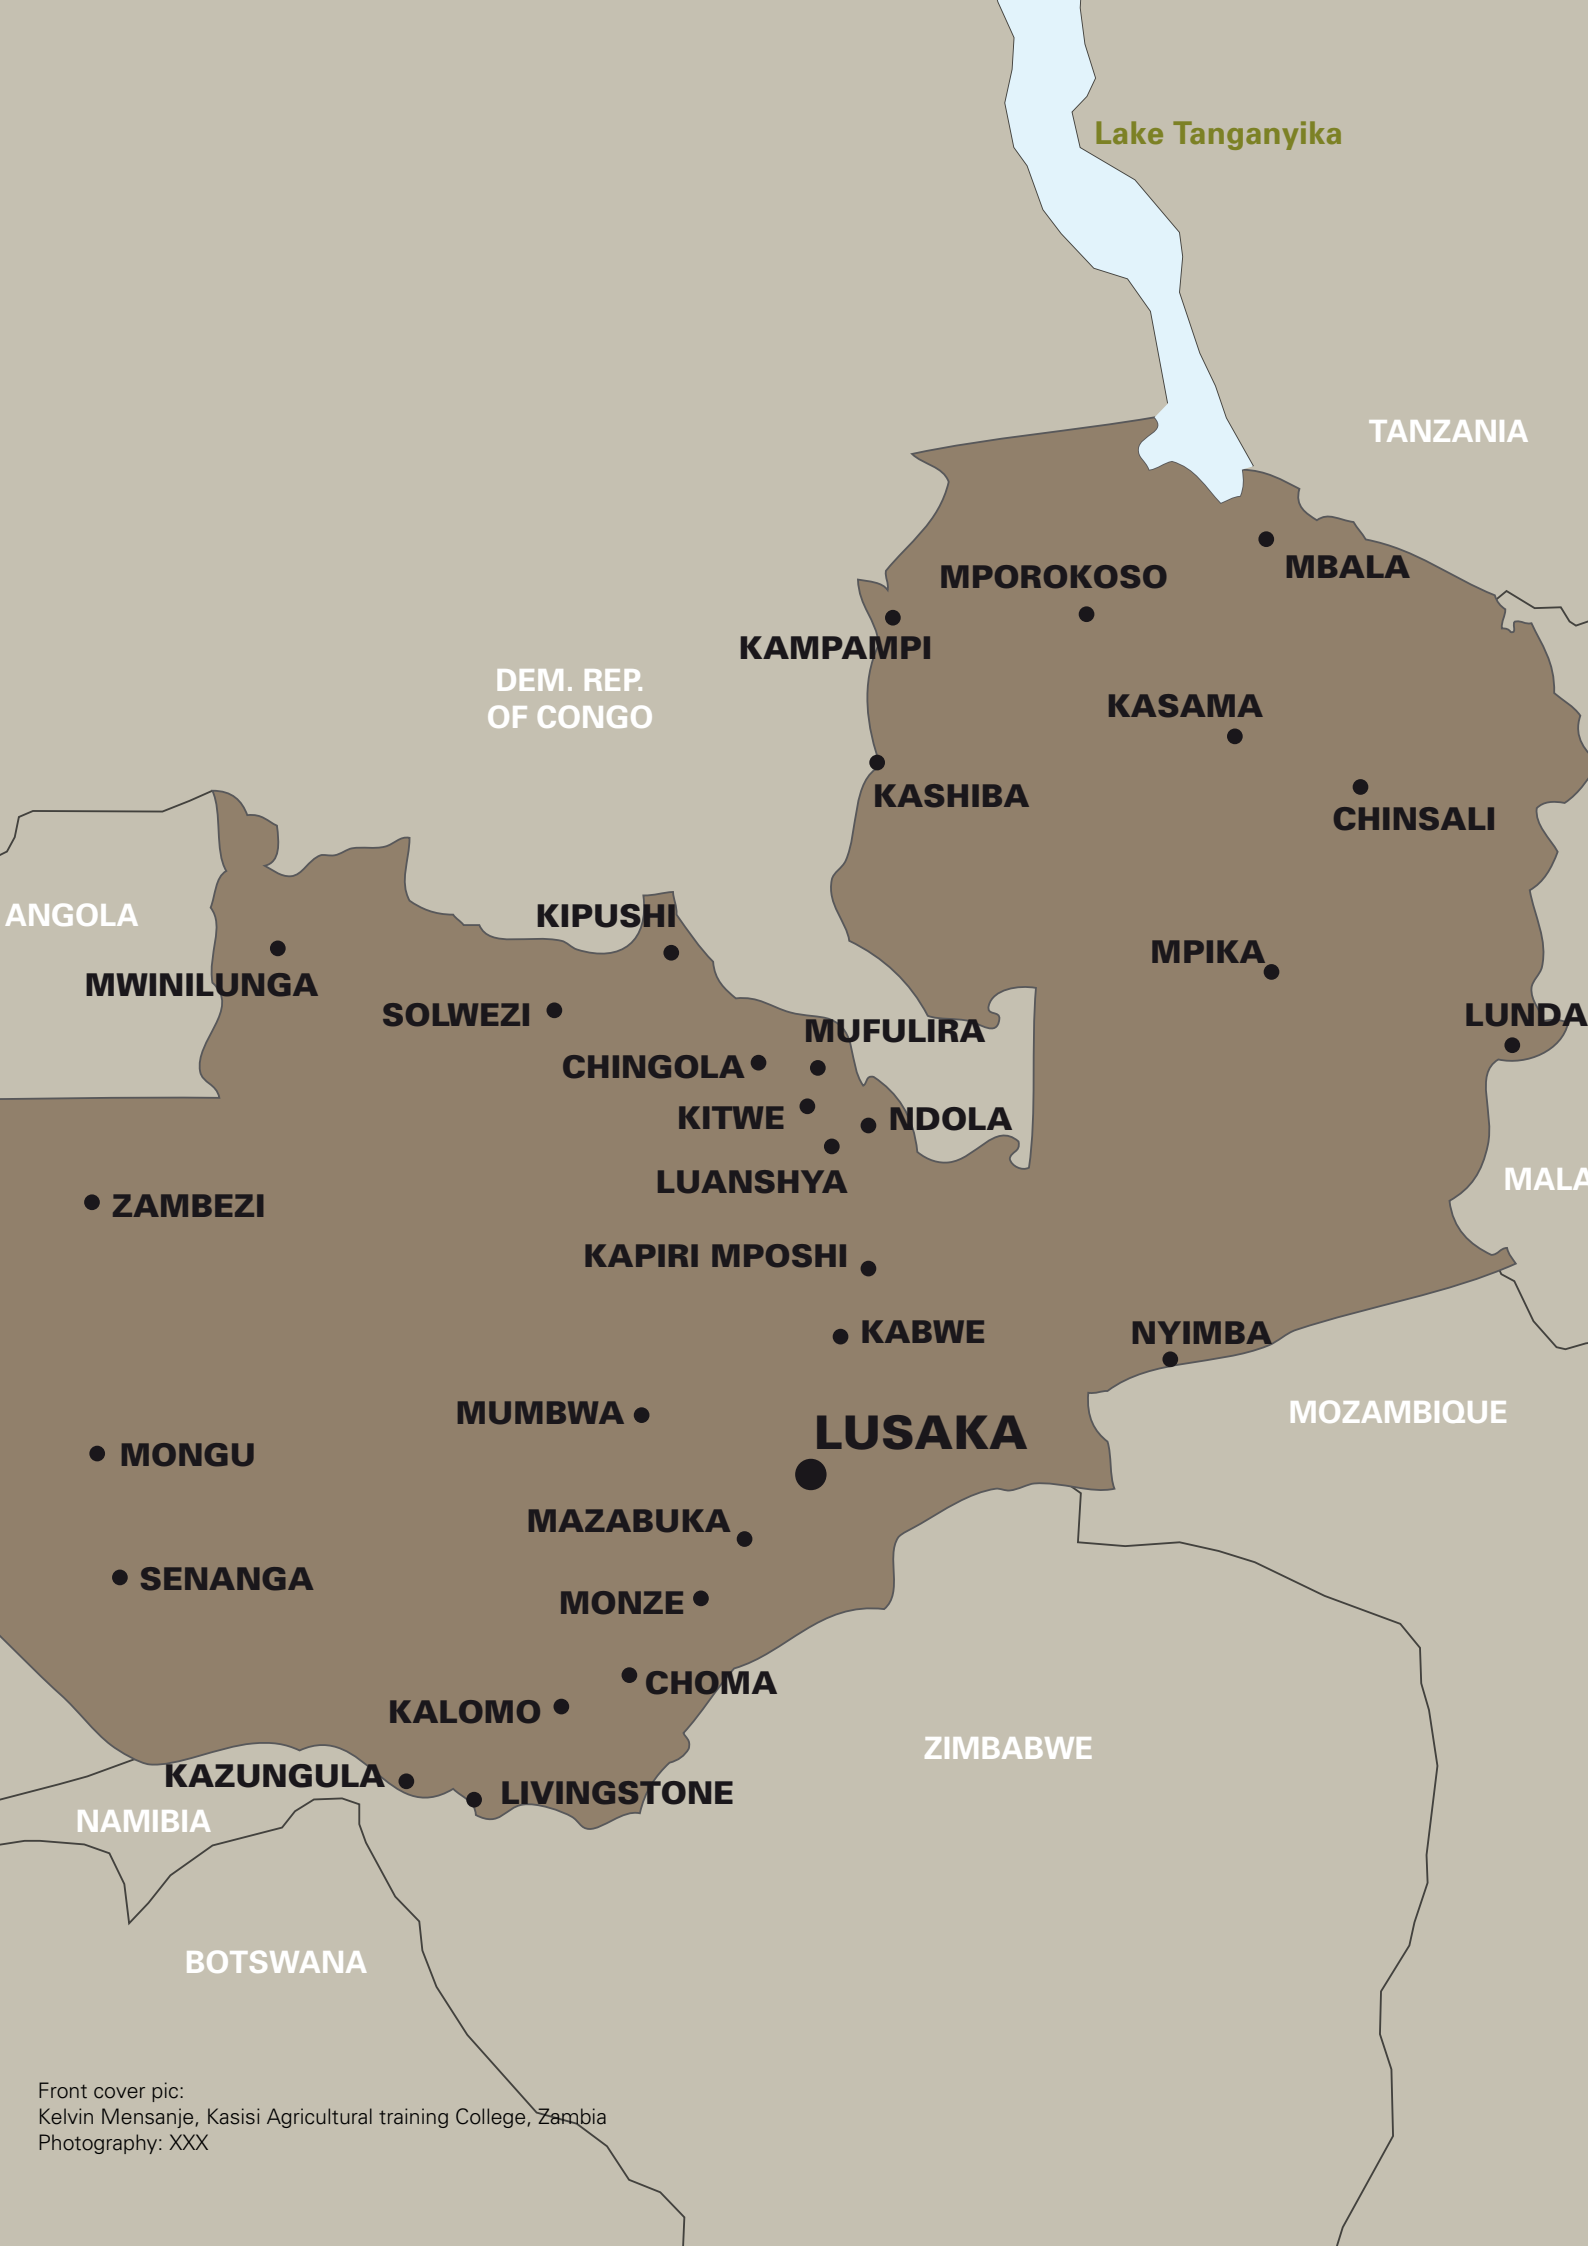 Lake Tanganyika
TANZANIA
MBALA
MPOROKOSO
KAMPAMPI
DEM. REP.
OF CONGO
KASAMA
KASHIBA
CHINSALI
ANGOLA
KIPUSHI
MPIKA
MWINILUNGA
SOLWEZI
LUNDA
MUFULIRA
CHINGOLA
KITWE
NDOLA
LUANSHYA
MALA
ZAMBEZI
KAPIRI MPOSHI
KABWE
NYIMBA
MUMBWA
MOZAMBIQUE
LUSAKA
MONGU
MAZABUKA
SENANGA
MONZE
CHOMA
KALOMO
ZIMBABWE
KAZUNGULA
LIVINGSTONE
NAMIBIA
BOTSWANA
Front cover pic:
Kelvin Mensanje, Kasisi Agricultural training College, Zambia
Photography: XXX